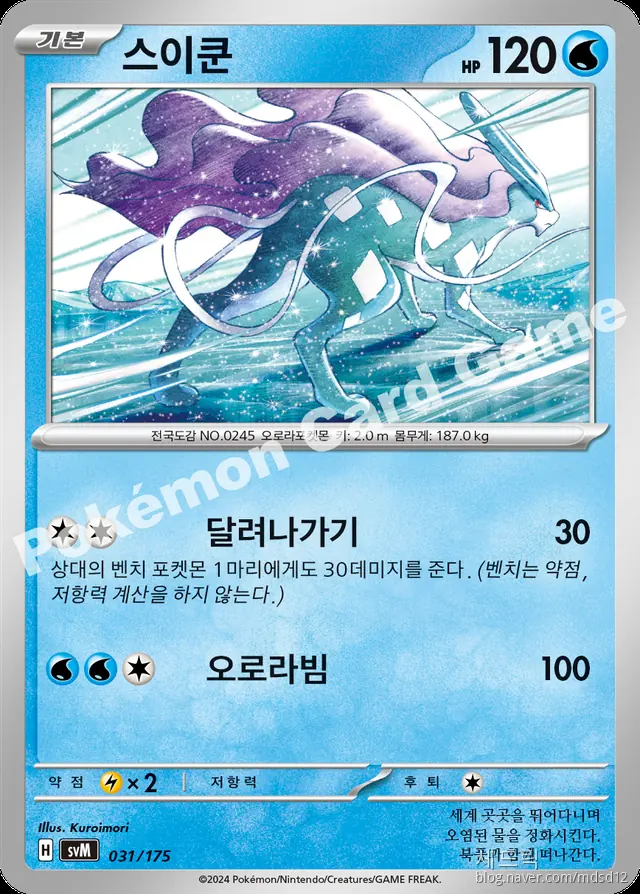 기본 스이쿤 HP 120
전국도감 NO.0245 오로라포켓몬 키: 2.0 m 몸무게: 187.0 kg
Pokémon Card Game
달려나가기 30
상대의 벤치 포켓몬 1마리에게도 30데미지를 준다. (벤치는 약점,
저항력 계산을 하지 않는다.)
오로라빔 100
약점 ×2 저항력 후퇴
Illus. Kuroimori
H svM 031/175
세계 곳곳을 뛰어다니며
오염된 물을 정화시킨다.
북풍과 함께 떠나간다.
blog.naver.com/mdsd12
©2024 Pokémon/Nintendo/Creatures/GAME FREAK.